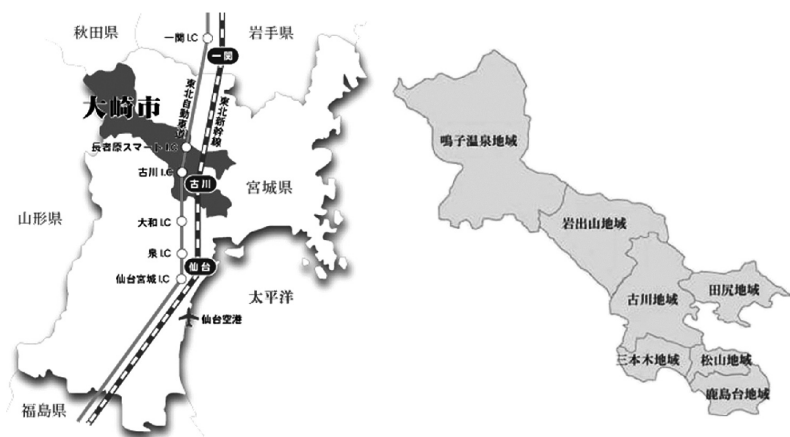 秋田県
岩手県
一関I.C
一関
大崎市
東北自動車道
東北新幹線
長者原スマートI.C
古川I.C
古川
宮城県
山形県
大和I.C
泉I.C
仙台
仙台宮城I.C
太平洋
仙台空港
福島県
鳴子温泉地域
岩出山地域
古川地域
田尻地域
三本木地域
松山地域
鹿島台地域